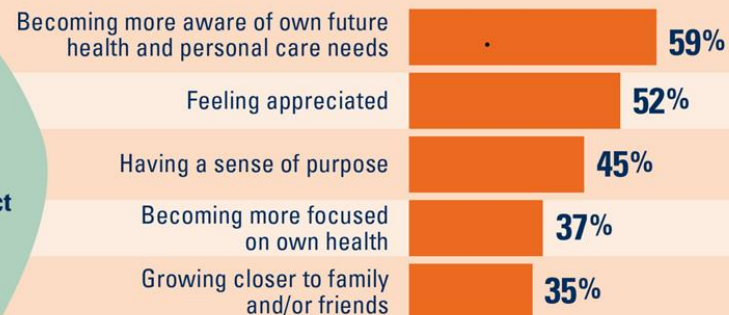 Becoming more aware of own future
health and personal care needs
59%
Feeling appreciated
52%
Having a sense of purpose
45%
ct
Becoming more focused
on own health
37%
Growing closer to family
and/or friends
35%